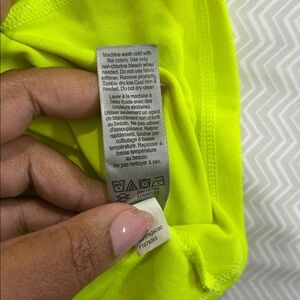 Machine wash cold with
like colors. Use only
non-chlorine bleach when
needed. Do not use fabric
softener. Remove promptly.
Tumble dry low. Cool iron if
needed. Do not dry clean.
Laver à la machine à
l'eau froide avec des
couleurs similaires.
Utiliser seulement un agent
de blanchiment non chloré
au besoin. Ne pas utiliser
d'assouplisseur. Retirer
rapidement. Sécher par
culbutage à basse
température. Repasser à
basse température
au besoin.
Ne pas nettoyer à sec.